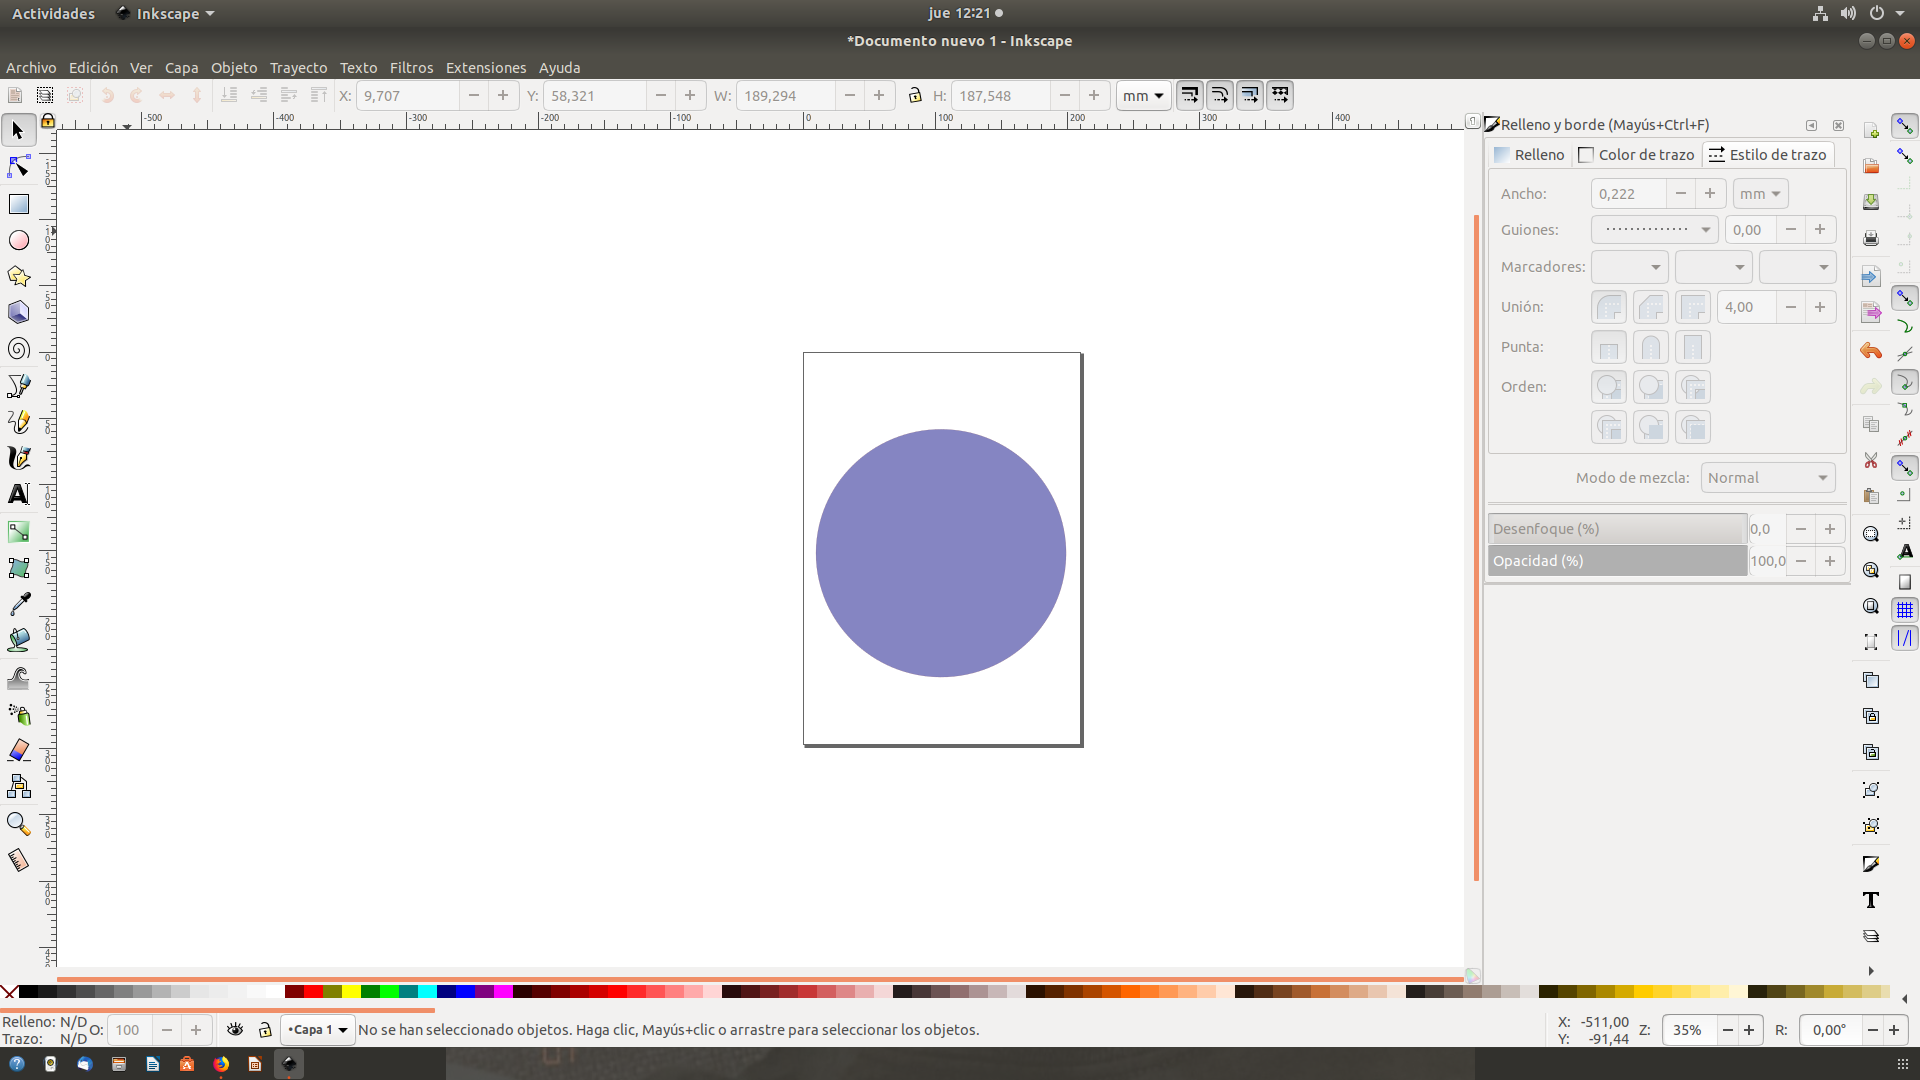 Actividades Inkscape jue 12:21
*Documento nuevo 1 - Inkscape
Archivo Edición Ver Capa Objeto Trayecto Texto Filtros Extensiones Ayuda
X: 9,707 Y: 58,321 W: 189,294 H: 187,548 mm
-500 -400 -300 -200 -100 0 100 200 300 400
Relleno y borde (Mayús+Ctrl+F)
Relleno Color de trazo Estilo de trazo
Ancho: 0,222 mm
Guiones: 0,00
Marcadores:
Unión: 4,00
Punta:
Orden:
Modo de mezcla: Normal
Desenfoque (%) 0,0
Opacidad (%) 100,0
Relleno: N/D
Trazo: N/D
O: 100
•Capa 1
No se han seleccionado objetos. Haga clic, Mayús+clic o arrastre para seleccionar los objetos.
X: -511,00
Y: -91,44
Z: 35%
R: 0,00°